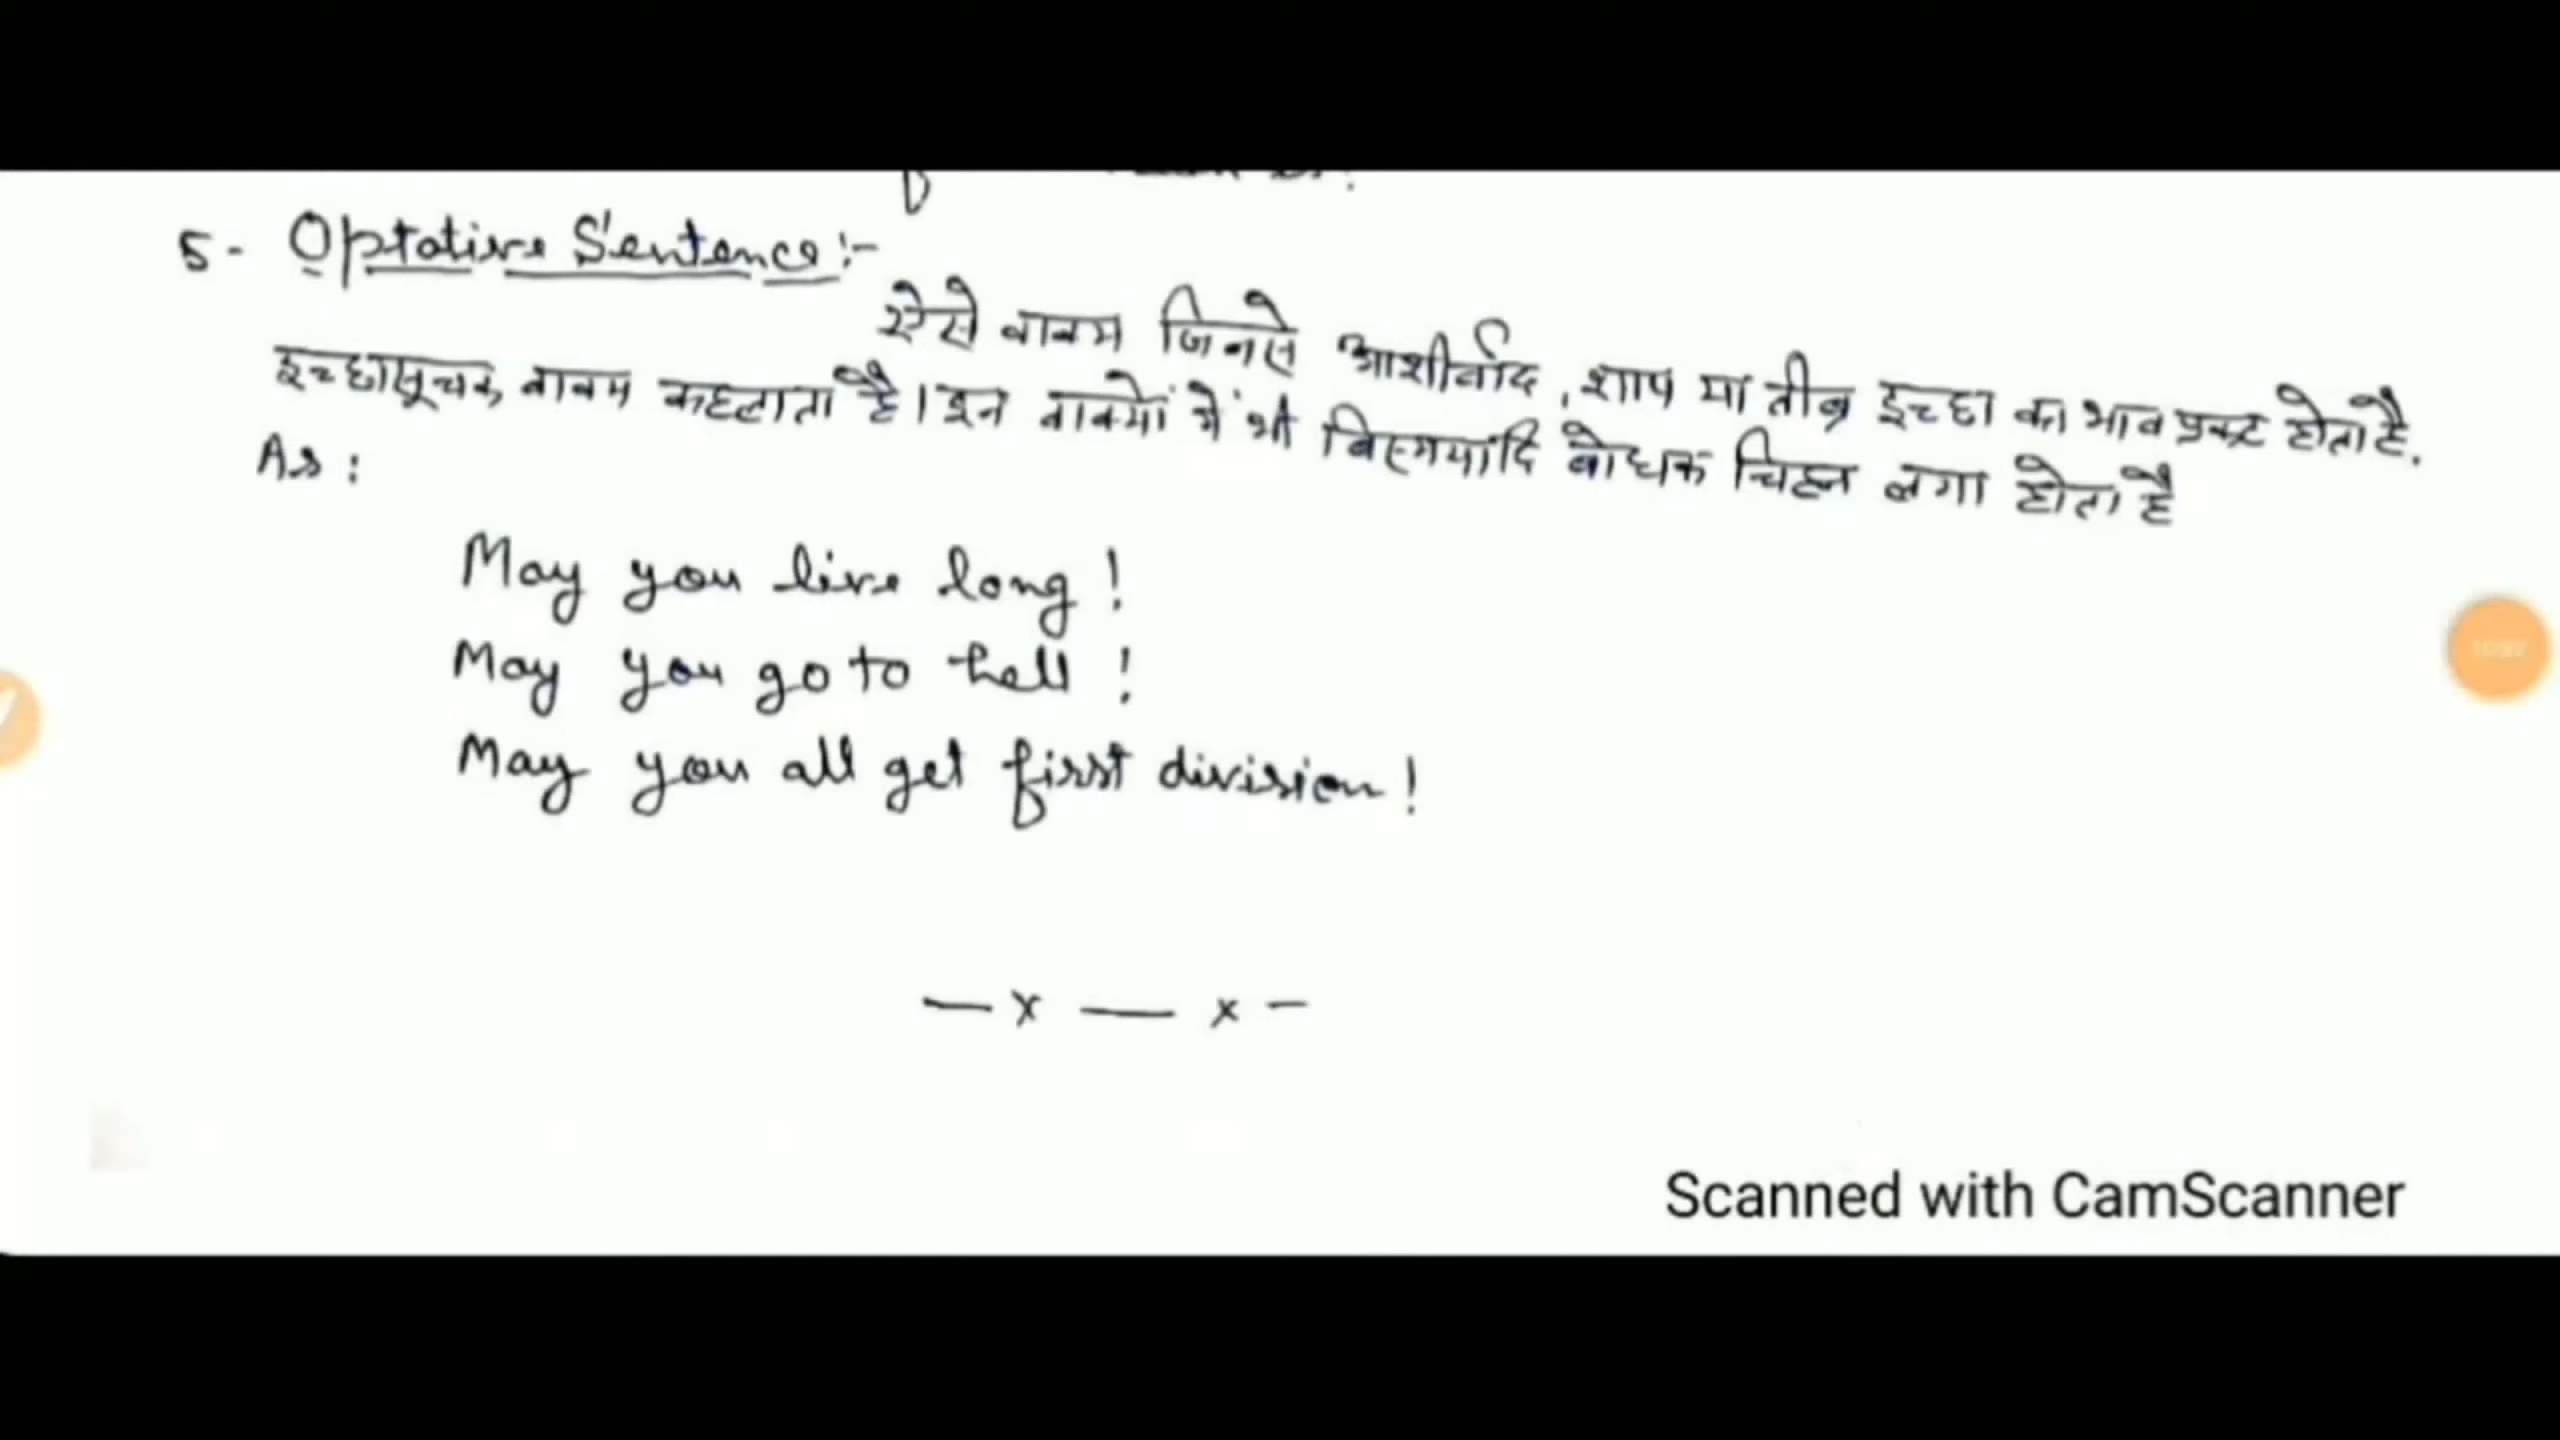 5- Optative Sentence:-
ऐसे वाक्य जिनसे आशीर्वाद, शाप या तीव्र इच्छा का भाव प्रकट होता है,
इच्छासूचक वाक्य कहलाता है। इन वाक्यों में भी विस्मयादि बोधक चिह्न लगा होता है
As:
May you live long!
May you go to hell!
May you all get first division!
— x — x —
Scanned with CamScanner